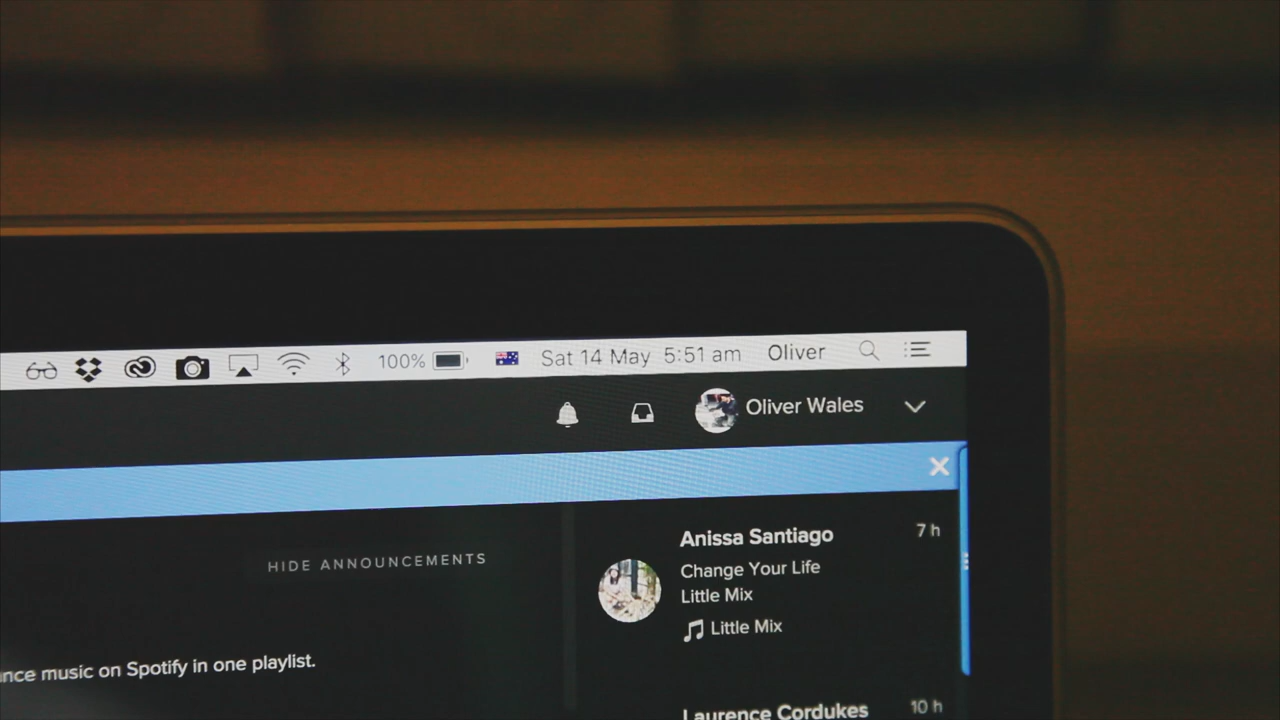 100% Sat 14 May 5:51 am Oliver
Oliver Wales
HIDE ANNOUNCEMENTS
Anissa Santiago 7 h
Change Your Life
Little Mix
Little Mix
music on Spotify in one playlist.
Laurence Cordukes 10 h